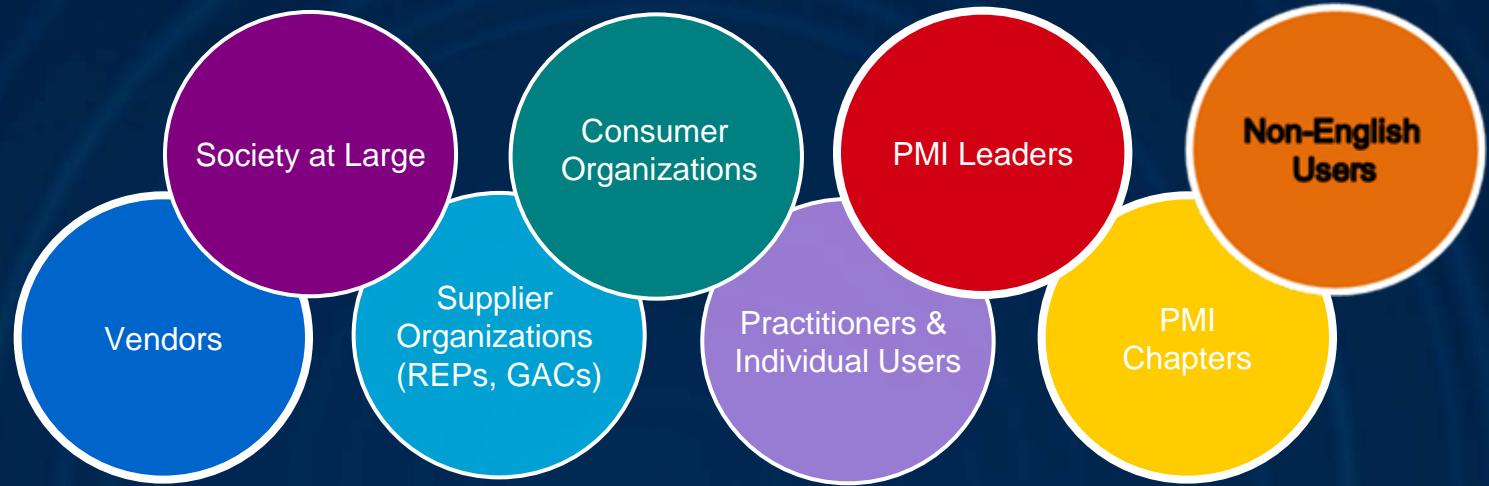 Society at Large
Consumer
Organizations
PMI Leaders
Non-English
Users
Vendors
Supplier
Organizations
(REPs, GACs)
Practitioners &
Individual Users
PMI
Chapters